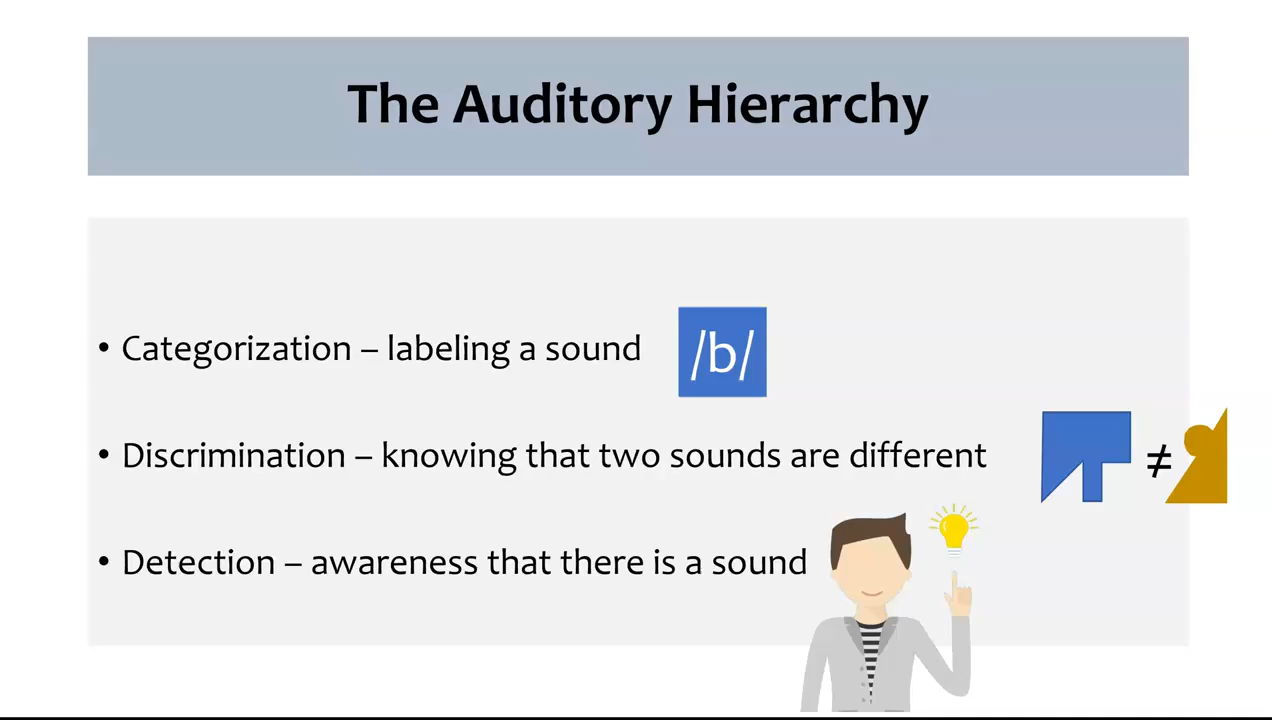 The Auditory Hierarchy
• Categorization – labeling a sound
/b/
• Discrimination – knowing that two sounds are different
≠
• Detection – awareness that there is a sound